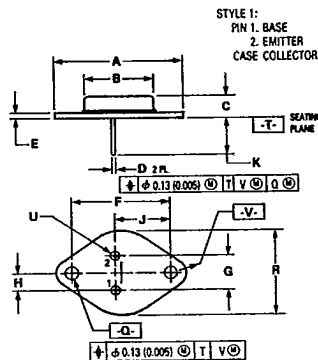 STYLE 1:
PIN 1. BASE
2. EMITTER
CASE COLLECTOR
A
B
C
E
-T-
SEATING
PLANE
K
D 2 PL
⌖ ϕ 0.13 (0.005) Ⓜ T V Ⓜ Q Ⓜ
F
J
-V-
U
2
G
R
H
1
-Q-
⌖ ϕ 0.13 (0.005) Ⓜ T V Ⓜ